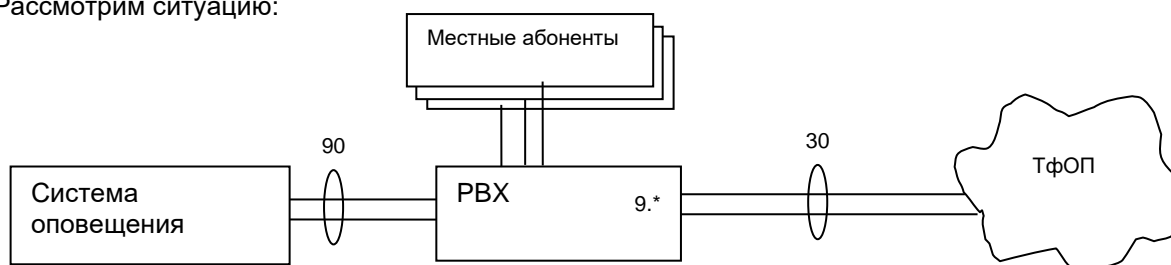 Рассмотрим ситуацию:
Местные абоненты
90
30
ТфОП
Система
оповещения
PBX
9.*